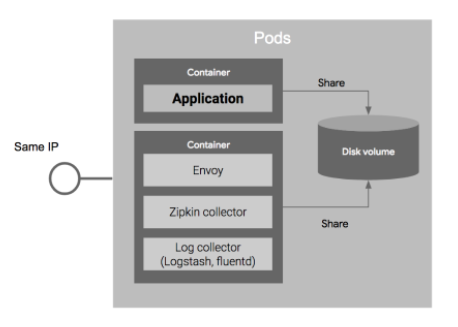 Pods
Container
Application
Share
Same IP
Container
Disk volume
Envoy
Zipkin collector
Share
Log collector
(Logstash, fluentd)